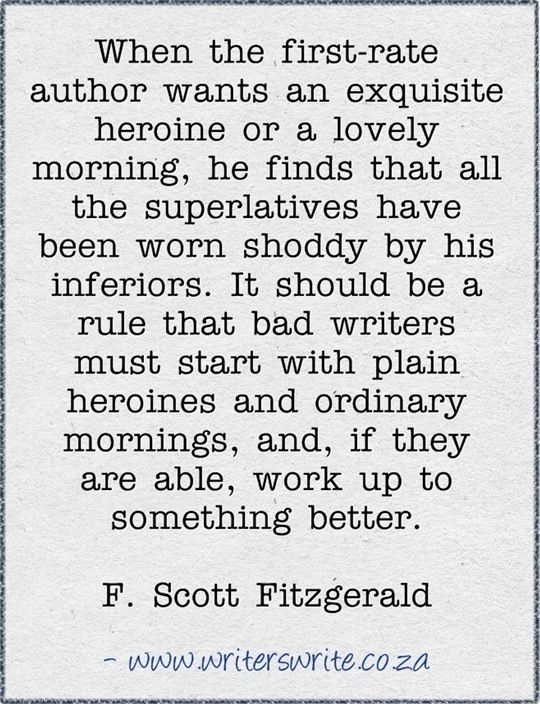 When the first-rate
author wants an exquisite
heroine or a lovely
morning, he finds that all
the superlatives have
been worn shoddy by his
inferiors. It should be a
rule that bad writers
must start with plain
heroines and ordinary
mornings, and, if they
are able, work up to
something better.
F. Scott Fitzgerald
- www.writerswrite.co.za